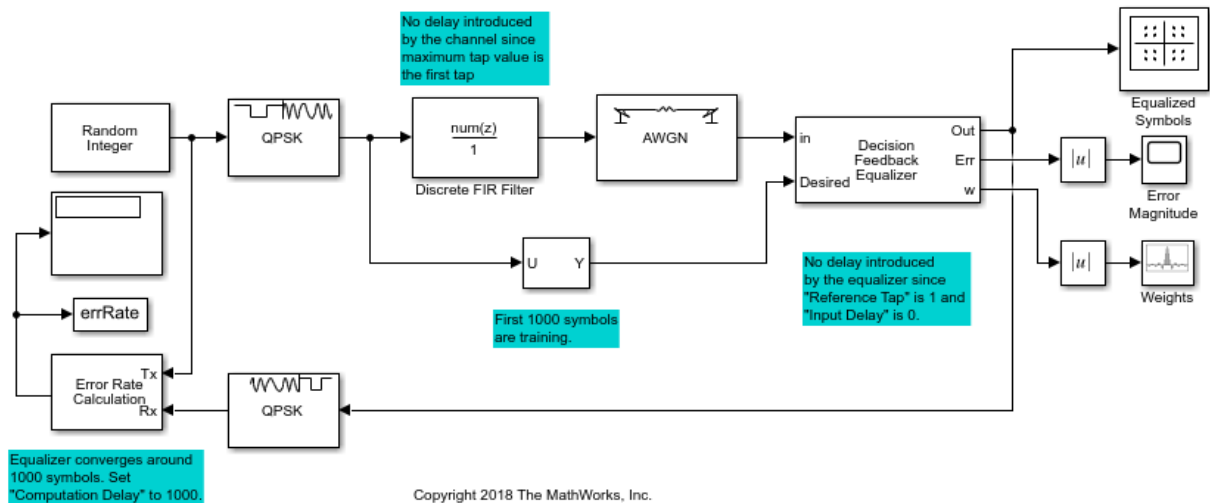 No delay introduced
by the channel since
maximum tap value is
the first tap
Random
Integer
QPSK
num(z)
1
Discrete FIR Filter
AWGN
in
Desired
Decision
Feedback
Equalizer
Out
Err
w
Equalized
Symbols
|u|
Error
Magnitude
|u|
Weights
U
Y
First 1000 symbols
are training.
No delay introduced
by the equalizer since
"Reference Tap" is 1 and
"Input Delay" is 0.
errRate
Error Rate
Calculation
Tx
Rx
QPSK
Equalizer converges around
1000 symbols. Set
"Computation Delay" to 1000.
Copyright 2018 The MathWorks, Inc.